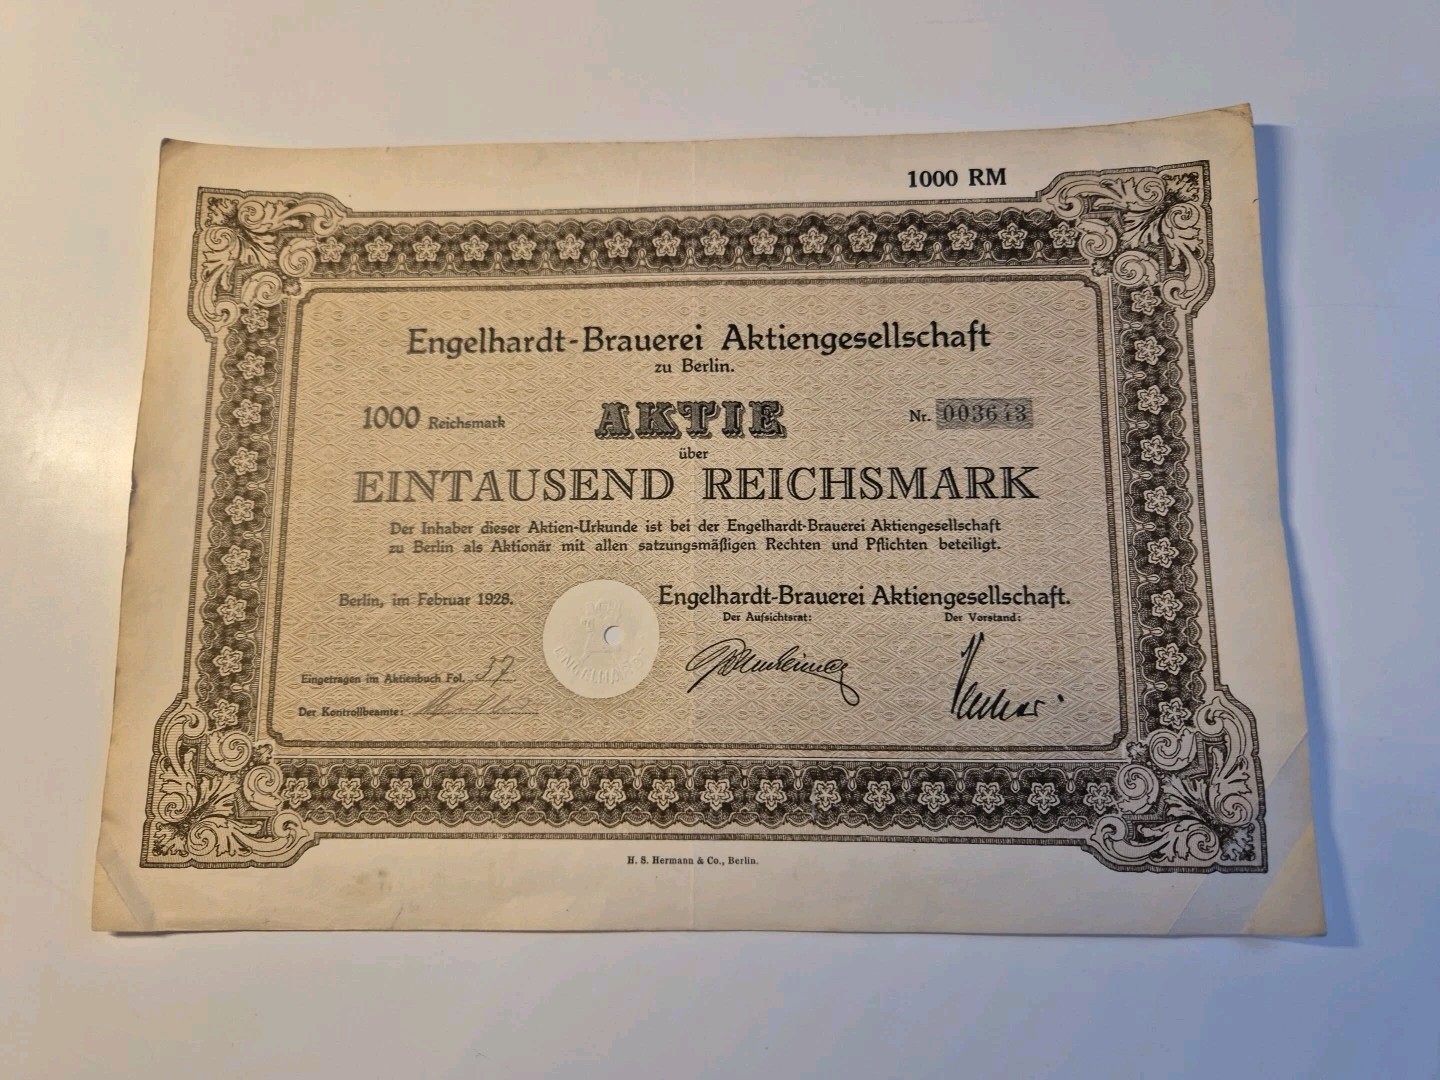 1000 RM
Engelhardt-Brauerei Aktiengesellschaft
zu Berlin.
1000 Reichsmark AKTIE Nr. 003643
über
EINTAUSEND REICHSMARK
Der Inhaber dieser Aktien-Urkunde ist bei der Engelhardt-Brauerei Aktiengesellschaft
zu Berlin als Aktionär mit allen satzungsmäßigen Rechten und Pflichten beteiligt.
Berlin, im Februar 1928. Engelhardt-Brauerei Aktiengesellschaft.
Der Aufsichtsrat: Der Vorstand:
ENGELHARDT
Eingetragen im Aktienbuch Fol. 37
Der Kontrollbeamte:
H. S. Hermann & Co., Berlin.